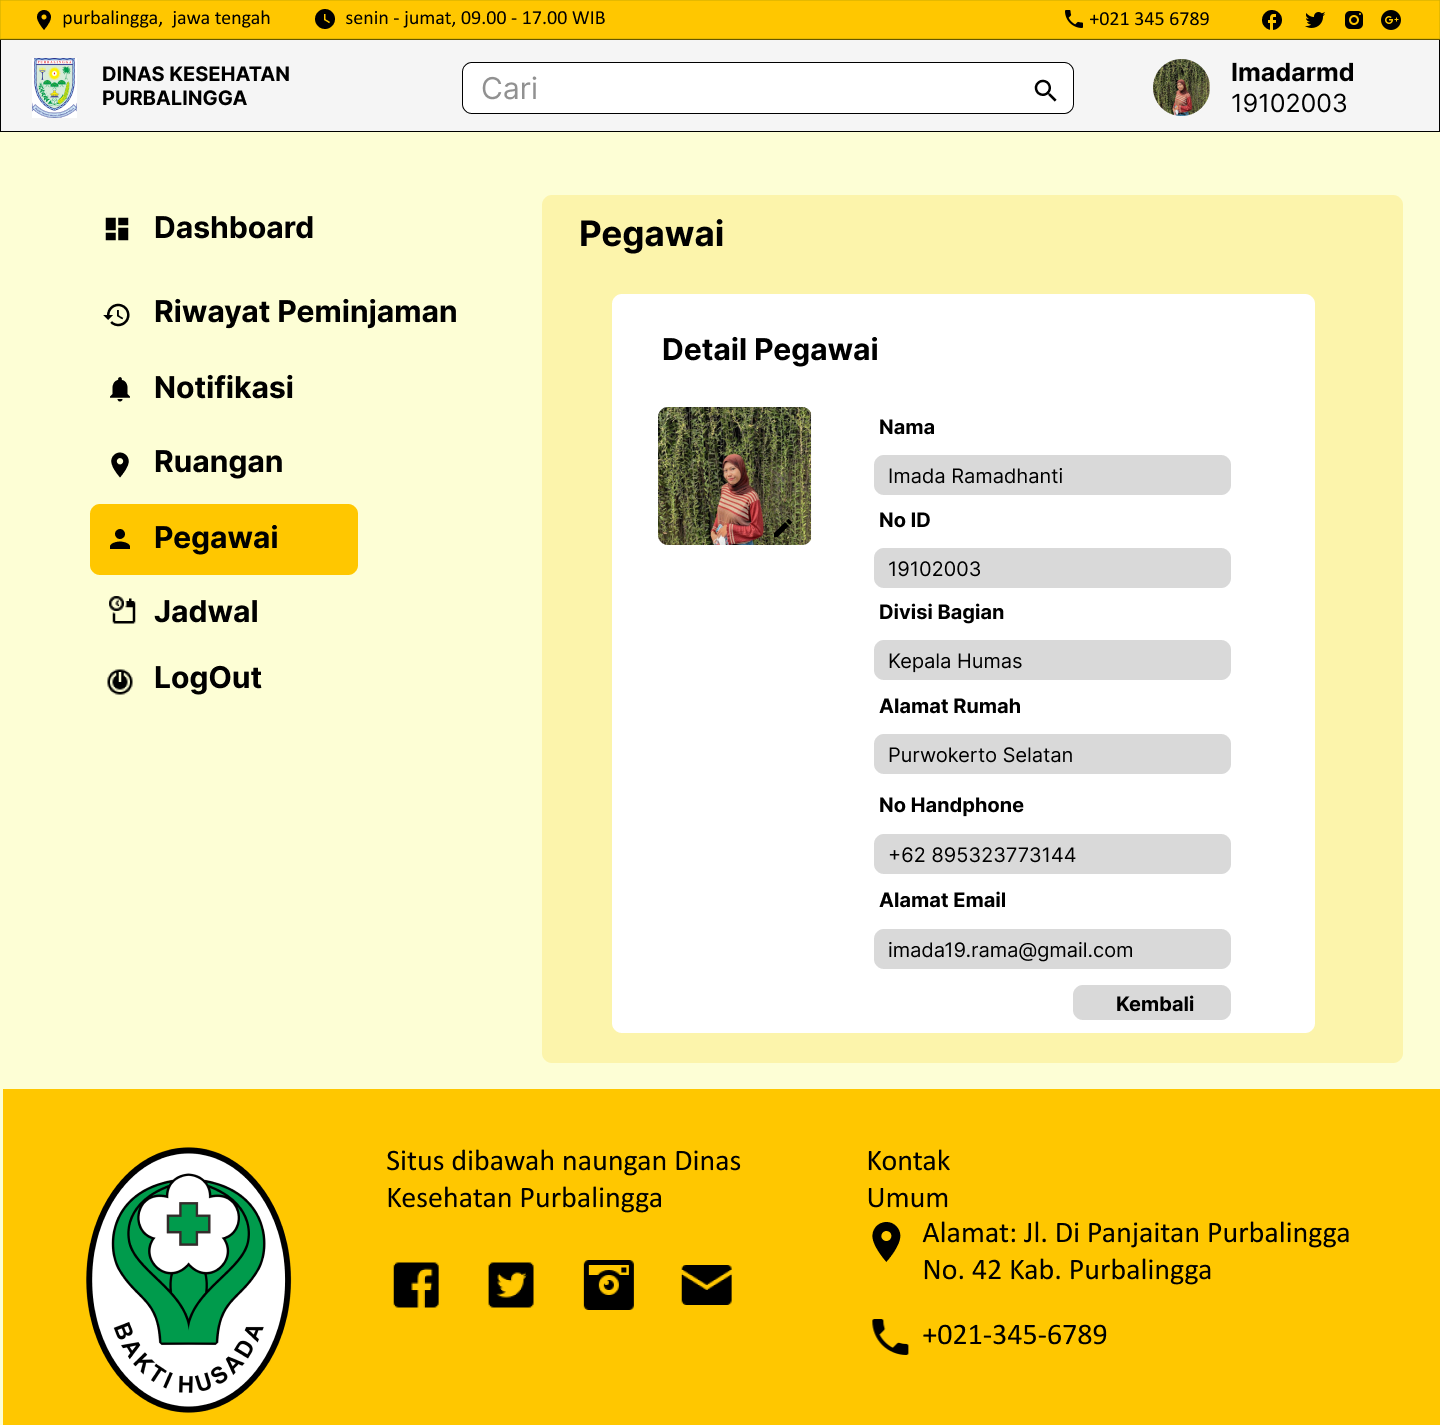 purbalingga,  jawa tengah
senin - jumat, 09.00 - 17.00 WIB
+021 345 6789
DINAS KESEHATAN
PURBALINGGA
Cari
Imadarmd
19102003
Dashboard
Riwayat Peminjaman
Notifikasi
Ruangan
Pegawai
Jadwal
LogOut
Pegawai
Detail Pegawai
Nama
Imada Ramadhanti
No ID
19102003
Divisi Bagian
Kepala Humas
Alamat Rumah
Purwokerto Selatan
No Handphone
+62 895323773144
Alamat Email
imada19.rama@gmail.com
Kembali
BAKTI HUSADA
Situs dibawah naungan Dinas
Kesehatan Purbalingga
Kontak
Umum
Alamat: Jl. Di Panjaitan Purbalingga
No. 42 Kab. Purbalingga
+021-345-6789